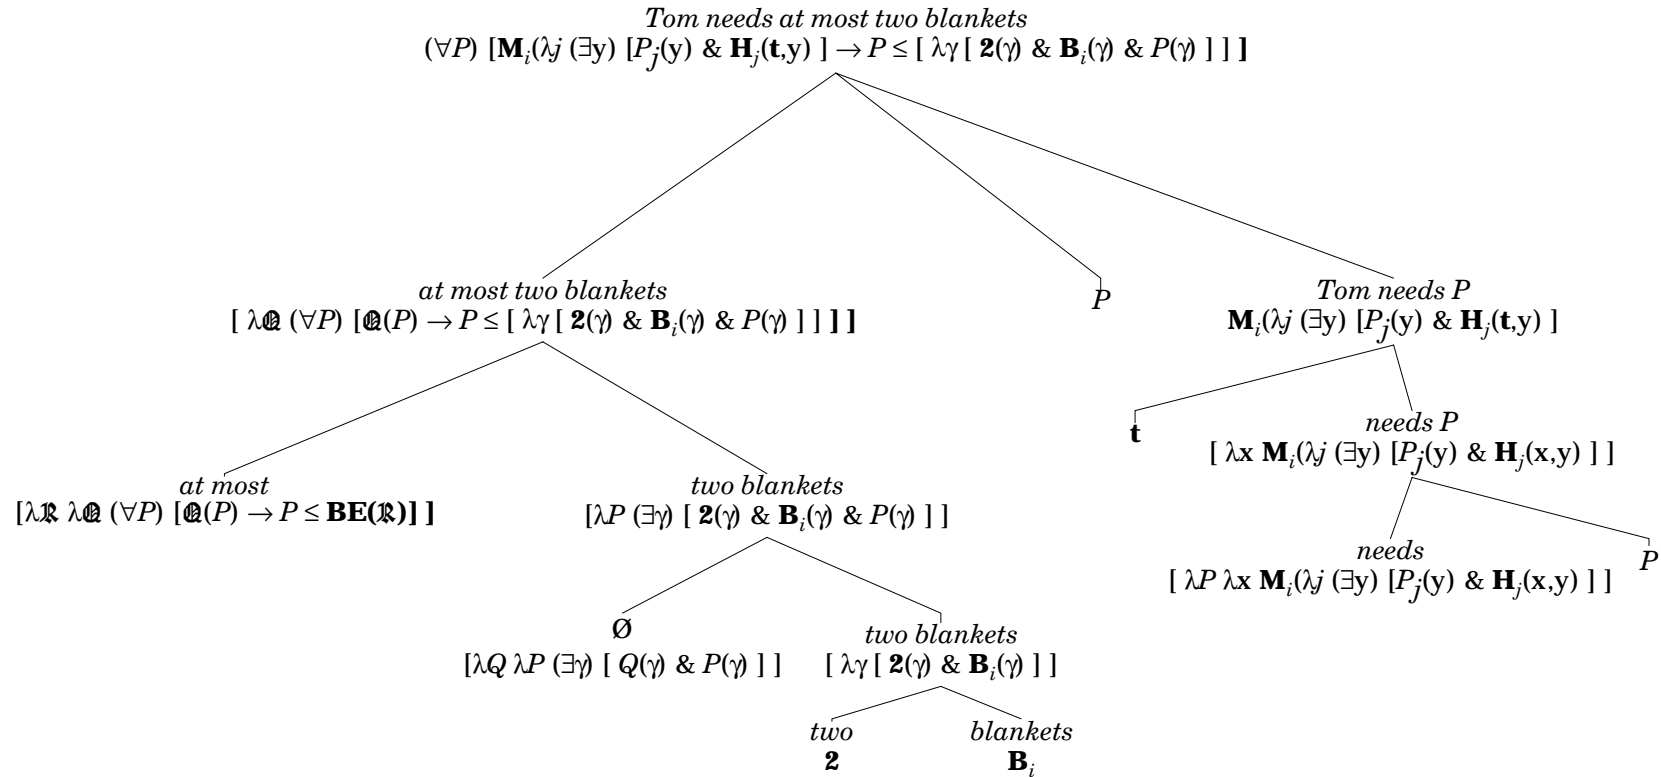 Tom needs at most two blankets
(∀P) [𝐌ᵢ(λj (∃y) [Pⱼ(y) & 𝐇ⱼ(𝐭,y) ] → P ≤ [ λγ [ 𝟐(γ) & 𝐁ᵢ(γ) & P(γ) ] ] ]
at most two blankets
[ λ𝕼 (∀P) [𝕼(P) → P ≤ [ λγ [ 𝟐(γ) & 𝐁ᵢ(γ) & P(γ) ] ] ] ]
P
Tom needs P
𝐌ᵢ(λj (∃y) [Pⱼ(y) & 𝐇ⱼ(𝐭,y) ]
𝐭
needs P
[ λx 𝐌ᵢ(λj (∃y) [Pⱼ(y) & 𝐇ⱼ(x,y) ] ]
at most
[λ𝕽 λ𝕼 (∀P) [𝕼(P) → P ≤ 𝐁𝐄(𝕽)] ]
two blankets
[λP (∃γ) [ 𝟐(γ) & 𝐁ᵢ(γ) & P(γ) ] ]
needs
[ λP λx 𝐌ᵢ(λj (∃y) [Pⱼ(y) & 𝐇ⱼ(x,y) ] ]
P
Ø
[λQ λP (∃γ) [ Q(γ) & P(γ) ] ]
two blankets
[ λγ [ 𝟐(γ) & 𝐁ᵢ(γ) ] ]
two
𝟐
blankets
𝐁ᵢ